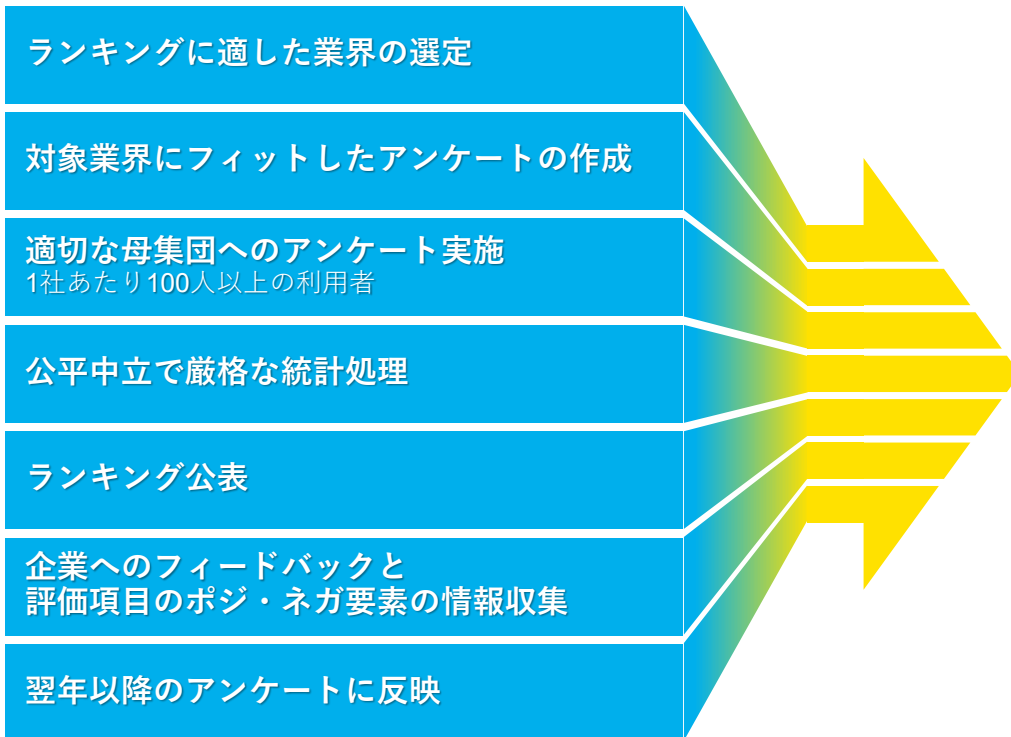 ランキングに適した業界の選定
対象業界にフィットしたアンケートの作成
適切な母集団へのアンケート実施
1社あたり100人以上の利用者
公平中立で厳格な統計処理
ランキング公表
企業へのフィードバックと
評価項目のポジ・ネガ要素の情報収集
翌年以降のアンケートに反映